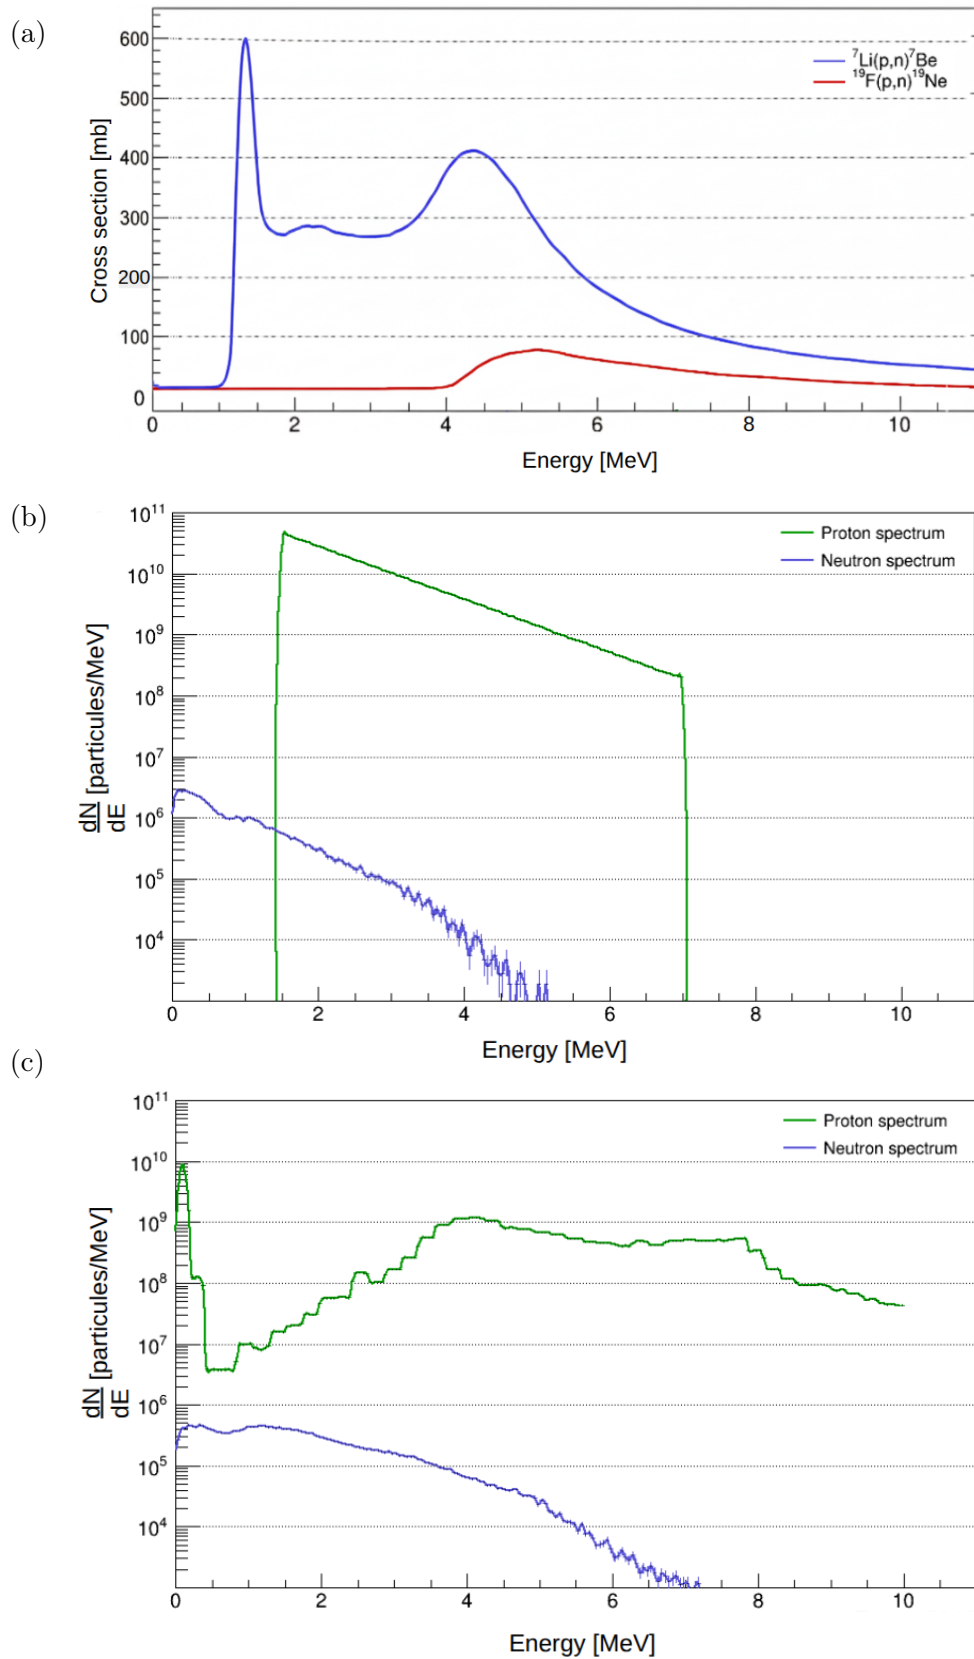 (a)
600
500
400
300
200
100
0
Cross section [mb]
⁷Li(p,n)⁷Be
¹⁹F(p,n)¹⁹Ne
0 2 4 6 8 10
Energy [MeV]
(b)
10¹¹
10¹⁰
10⁹
10⁸
10⁷
10⁶
10⁵
10⁴
dN
dE
[particules/MeV]
Proton spectrum
Neutron spectrum
0 2 4 6 8 10
Energy [MeV]
(c)
10¹¹
10¹⁰
10⁹
10⁸
10⁷
10⁶
10⁵
10⁴
dN
dE
[particules/MeV]
Proton spectrum
Neutron spectrum
0 2 4 6 8 10
Energy [MeV]